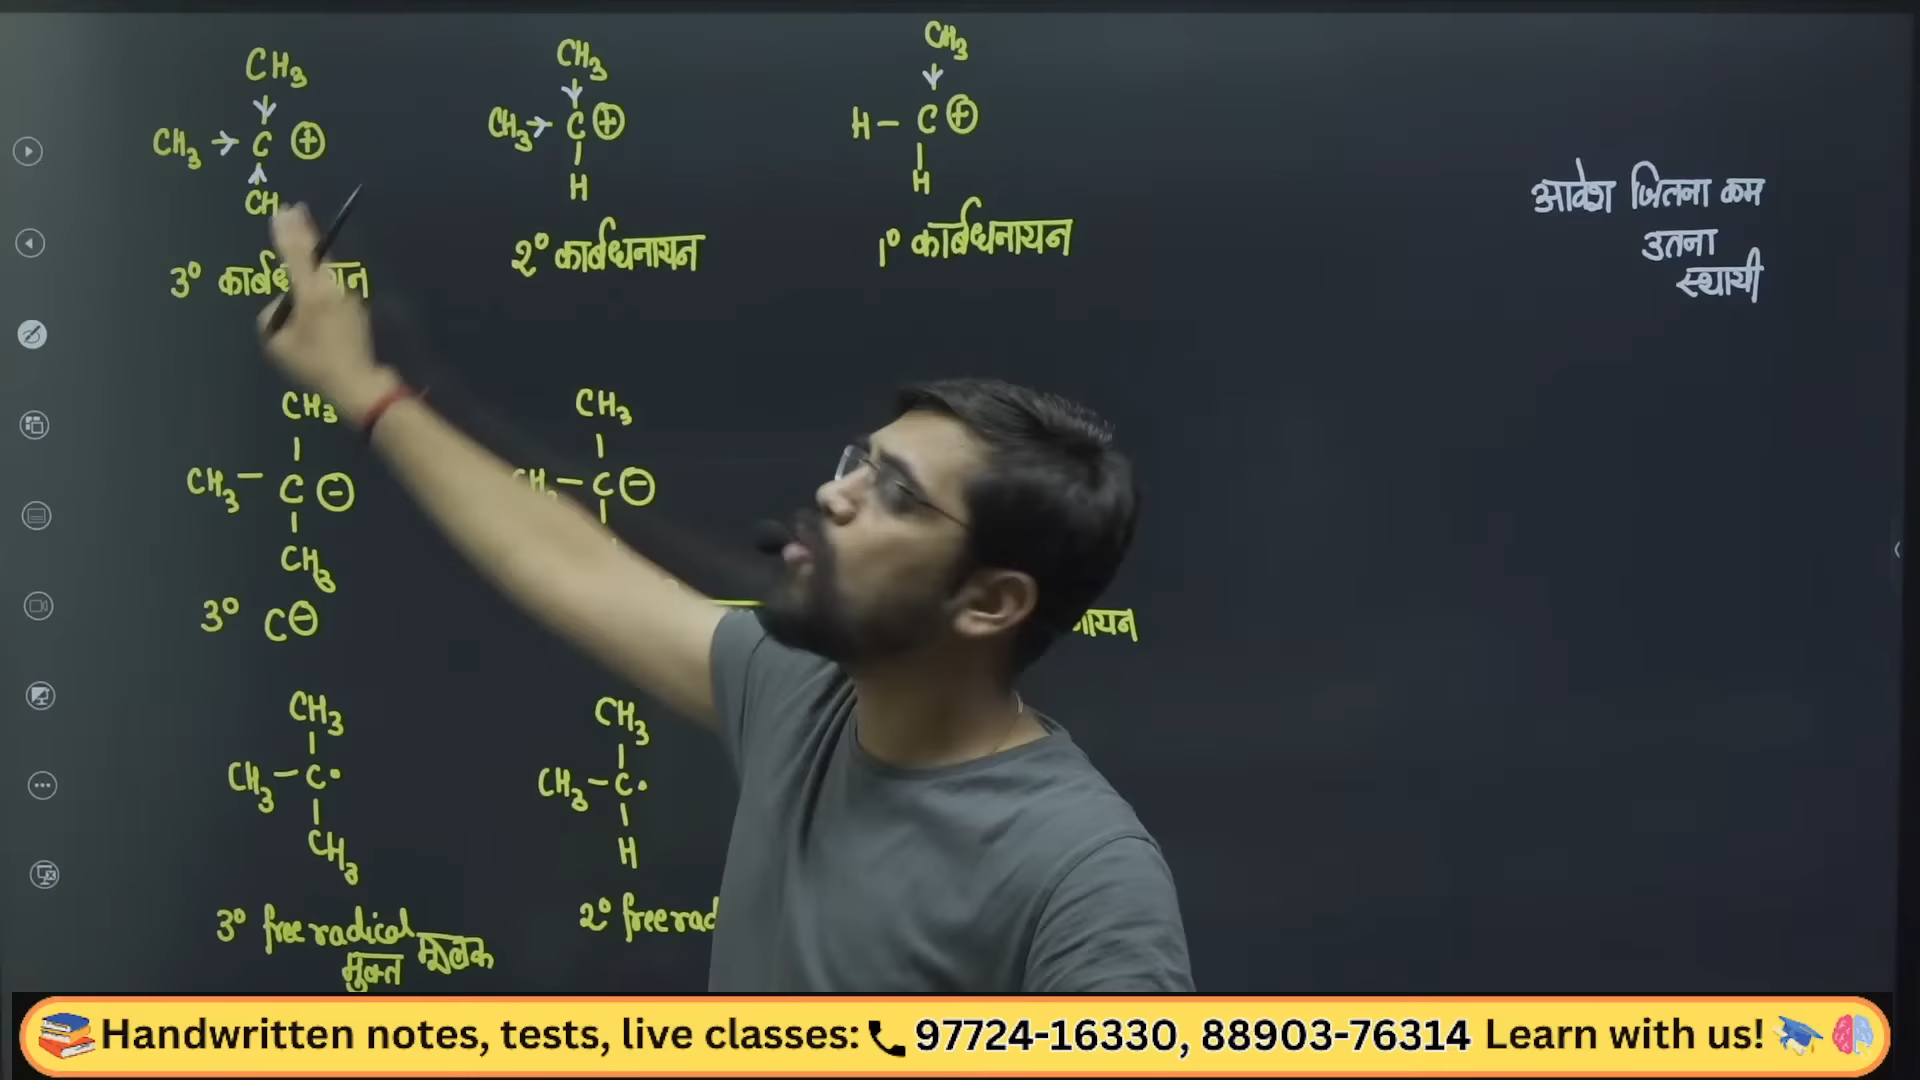 CH3 CH3 CH3
CH3 → C ⊕ CH3 → C ⊕ H – C ⊕
CH H H
3° 2° कार्बधनायन 1° कार्बधनायन
आवेश जितना कम
उतना
स्थायी
CH3 CH3
CH3 – C ⊖ – C ⊖
CH3
3° C⊖
CH3 CH3
CH3 – C• CH3 – C•
CH3 H
3° free radical 2° free rad
मुक्त मूलक
Handwritten notes, tests, live classes: 97724-16330, 88903-76314 Learn with us!